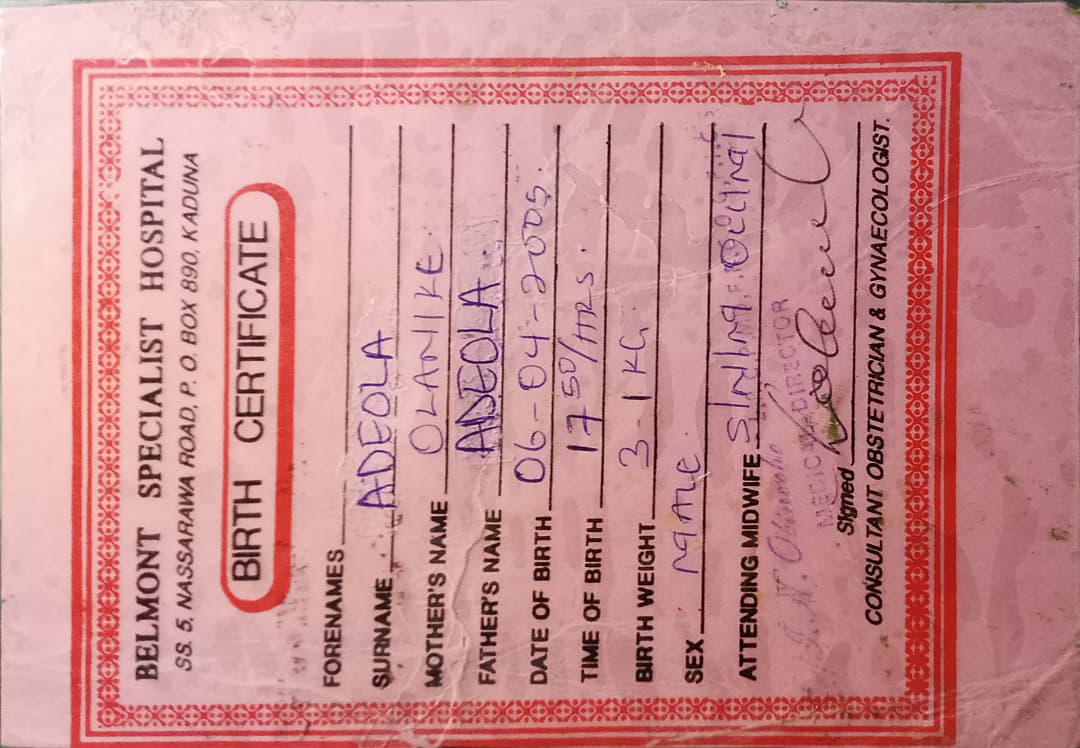 BELMONT SPECIALIST HOSPITAL
SS. 5, NASSARAWA ROAD, P. O. BOX 890, KADUNA
BIRTH CERTIFICATE
FORENAMES
SURNAME ADEOLA
MOTHER'S NAME OLANIKE.
FATHER'S NAME ADEOLA
DATE OF BIRTH 06-04-2005.
TIME OF BIRTH 17 50/HRS.
BIRTH WEIGHT 3-1KG
SEX MALE.
ATTENDING MIDWIFE
MEDICAL DIRECTOR
Signed
CONSULTANT OBSTETRICIAN & GYNAECOLOGIST.